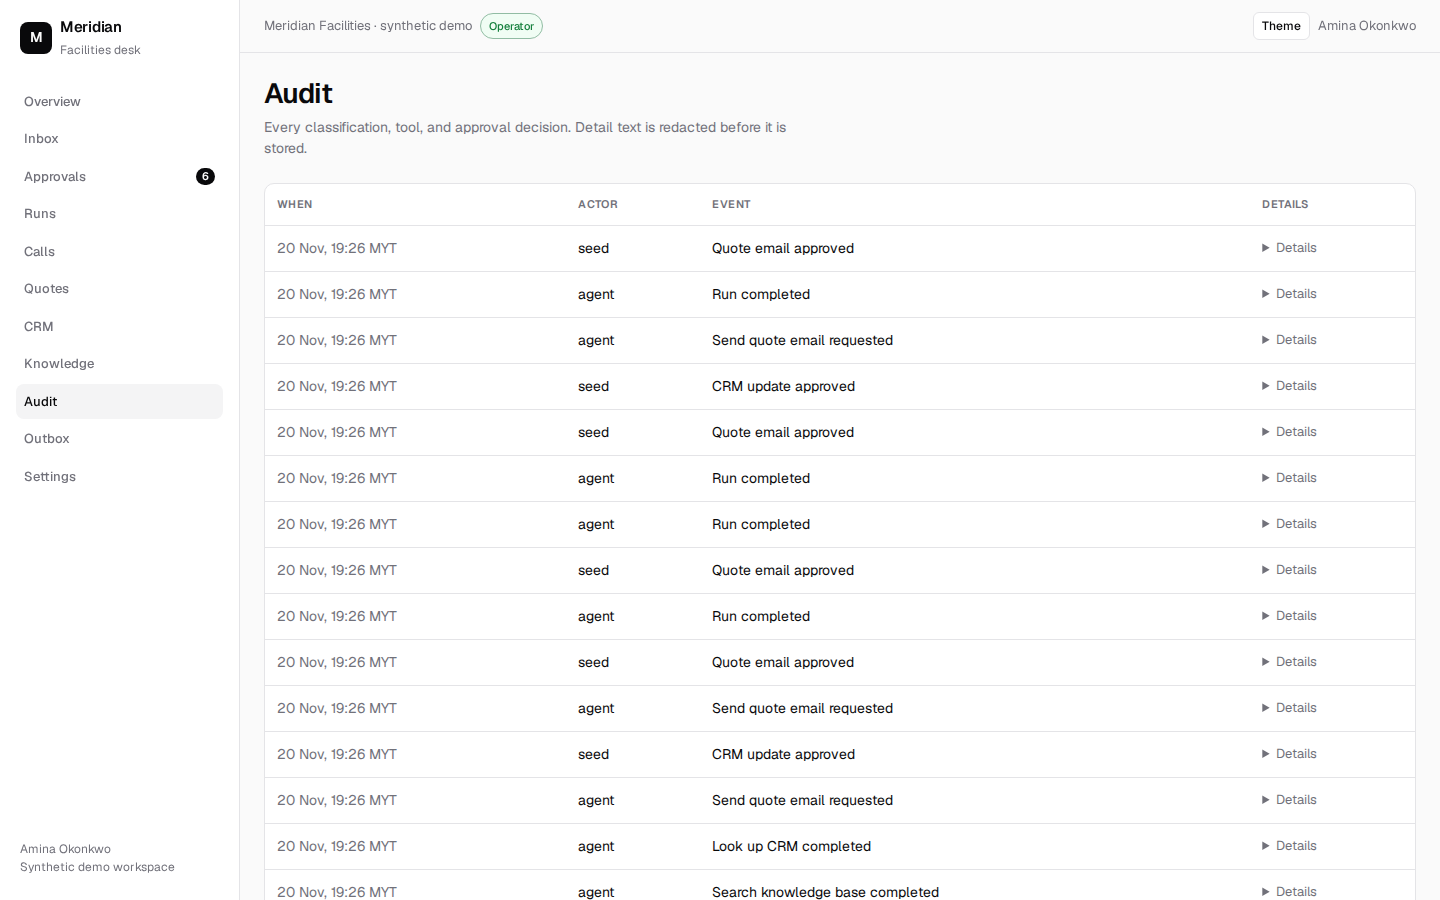 M
Meridian
Facilities desk
Overview
Inbox
Approvals 6
Runs
Calls
Quotes
CRM
Knowledge
Audit
Outbox
Settings
Amina Okonkwo
Synthetic demo workspace
Meridian Facilities · synthetic demo Operator Theme Amina Okonkwo
Audit
Every classification, tool, and approval decision. Detail text is redacted before it is
stored.
WHEN ACTOR EVENT DETAILS
20 Nov, 19:26 MYT seed Quote email approved ▶ Details
20 Nov, 19:26 MYT agent Run completed ▶ Details
20 Nov, 19:26 MYT agent Send quote email requested ▶ Details
20 Nov, 19:26 MYT seed CRM update approved ▶ Details
20 Nov, 19:26 MYT seed Quote email approved ▶ Details
20 Nov, 19:26 MYT agent Run completed ▶ Details
20 Nov, 19:26 MYT agent Run completed ▶ Details
20 Nov, 19:26 MYT seed Quote email approved ▶ Details
20 Nov, 19:26 MYT agent Run completed ▶ Details
20 Nov, 19:26 MYT seed Quote email approved ▶ Details
20 Nov, 19:26 MYT agent Send quote email requested ▶ Details
20 Nov, 19:26 MYT seed CRM update approved ▶ Details
20 Nov, 19:26 MYT agent Send quote email requested ▶ Details
20 Nov, 19:26 MYT agent Look up CRM completed ▶ Details
20 Nov, 19:26 MYT agent Search knowledge base completed ▶ Details